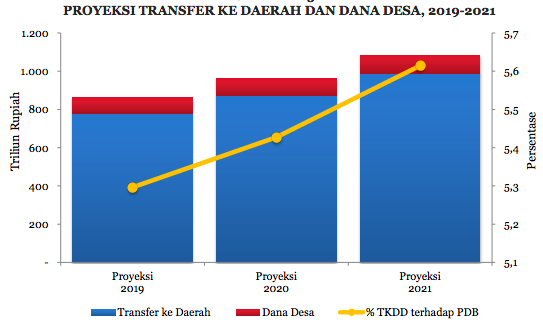 PROYEKSI TRANSFER KE DAERAH DAN DANA DESA, 2019-2021
1.200
1.000
800
600
400
200
-
Triliun Rupiah
5,7
5,6
5,5
5,4
5,3
5,2
5,1
Persentase
Proyeksi
2019
Proyeksi
2020
Proyeksi
2021
Transfer ke Daerah
Dana Desa
% TKDD terhadap PDB